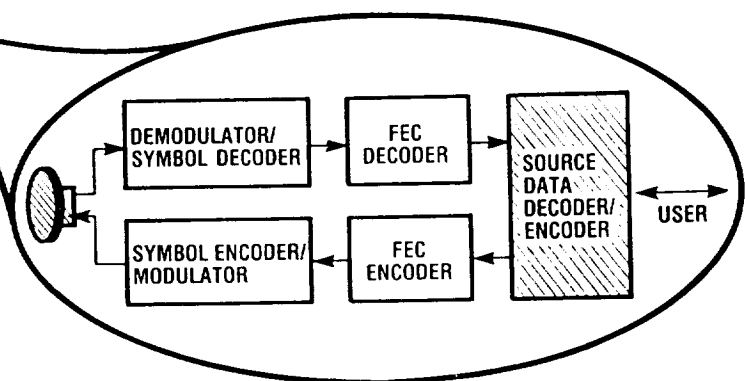 DEMODULATOR/
SYMBOL DECODER
FEC
DECODER
SOURCE
DATA
DECODER/
ENCODER
USER
SYMBOL ENCODER/
MODULATOR
FEC
ENCODER